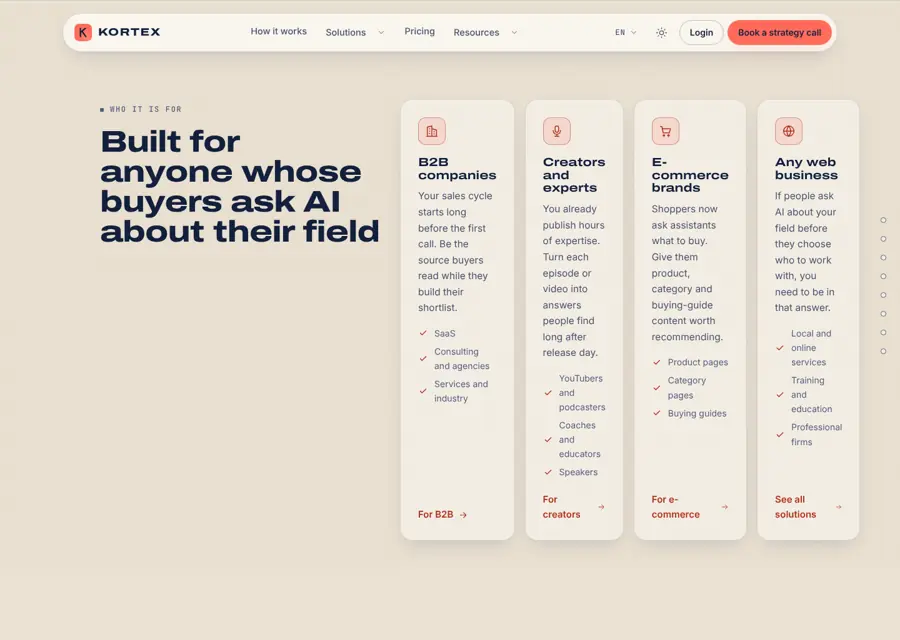 K KORTEX
How it works
Solutions
Pricing
Resources
EN
Login
Book a strategy call
WHO IT IS FOR
Built for
anyone whose
buyers ask AI
about their field
B2B
companies
Your sales cycle
starts long
before the first
call. Be the
source buyers
read while they
build their
shortlist.
SaaS
Consulting
and agencies
Services and
industry
For B2B →
Creators
and
experts
You already
publish hours
of expertise.
Turn each
episode or
video into
answers
people find
long after
release day.
YouTubers
and
podcasters
Coaches
and
educators
Speakers
For
creators →
E-
commerce
brands
Shoppers now
ask assistants
what to buy.
Give them
product,
category and
buying-guide
content worth
recommending.
Product pages
Category
pages
Buying guides
For e-
commerce →
Any web
business
If people ask
AI about your
field before
they choose
who to work
with, you
need to be in
that answer.
Local and
online
services
Training
and
education
Professional
firms
See all
solutions →